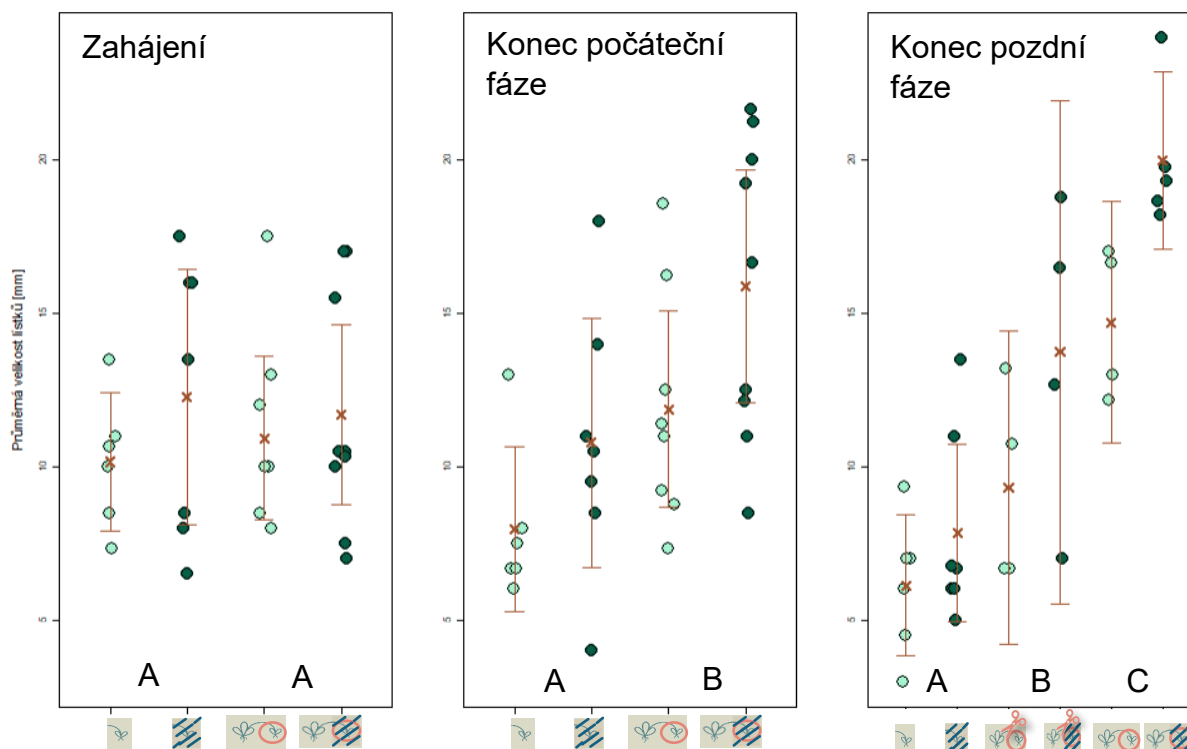 Zahájení
Konec počáteční
fáze
Konec pozdní
fáze
Průměrná velikost lístků [mm]
20
15
10
5
20
15
10
5
20
15
10
5
A
A
A
B
A
B
C